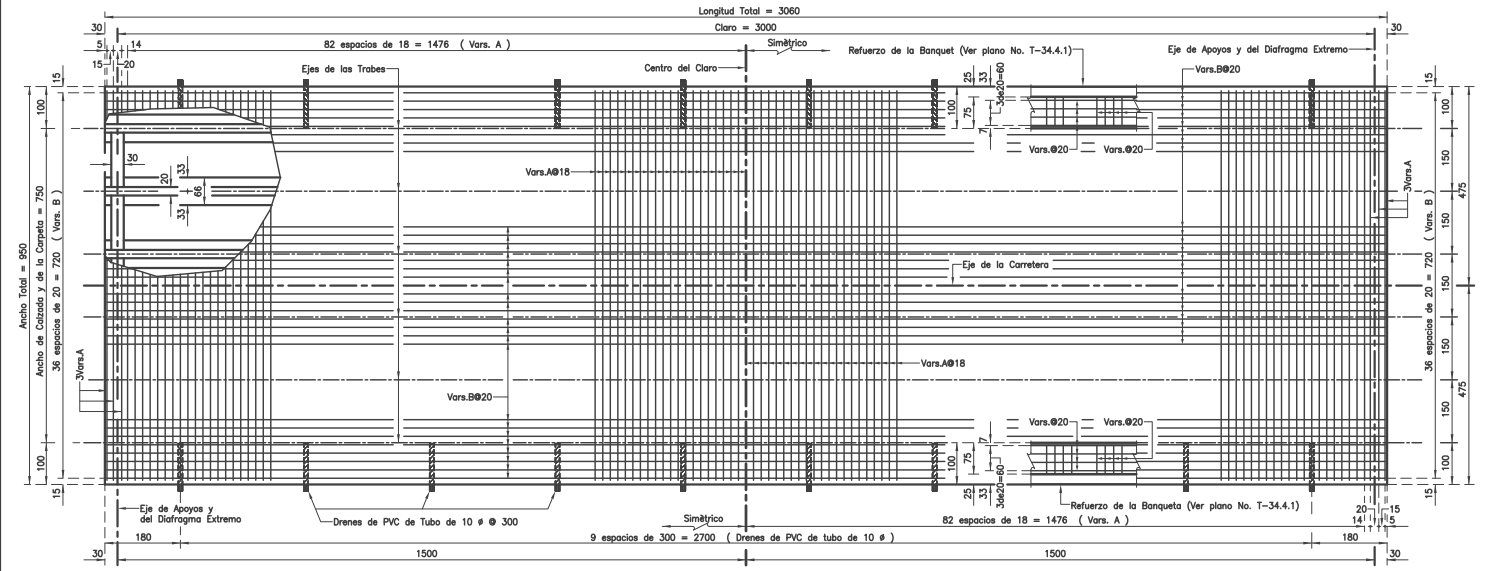 Longitud Total = 3060
30
Claro = 3000
30
5
14
82 espacios de 18 = 1476 ( Vars. A )
Simètrico
Refuerzo de la Banquet (Ver plano No. T-34.4.1)
Eje de Apoyos y del Diafragma Extremo
15
20
Ejes de las Trabes
Centro del Claro
Vars.B@20
15
100
25
75
33
3de20=60
7
100
Vars.@20
Vars.@20
15
100
30
20
33
66
33
Vars.A@18
150
150
150
150
150
100
475
475
3Vars.A
36 espacios de 20 = 720 ( Vars. B )
Ancho Total = 950
Ancho de Calzada y de la Carpeta = 750
36 espacios de 20 = 720 ( Vars. B )
Eje de la Carretera
3Vars.A
Vars.A@18
Vars.B@20
Vars.@20
Vars.@20
100
15
100
75
25
7
3de20=60
33
15
Eje de Apoyos y
del Diafragma Extremo
Drenes de PVC de Tubo de 10 ø @ 300
Simètrico
Refuerzo de la Banqueta (Ver plano No. T-34.4.1)
82 espacios de 18 = 1476 ( Vars. A )
14
20
15
5
180
9 espacios de 300 = 2700 ( Drenes de PVC de tubo de 10 ø )
180
30
1500
1500
30